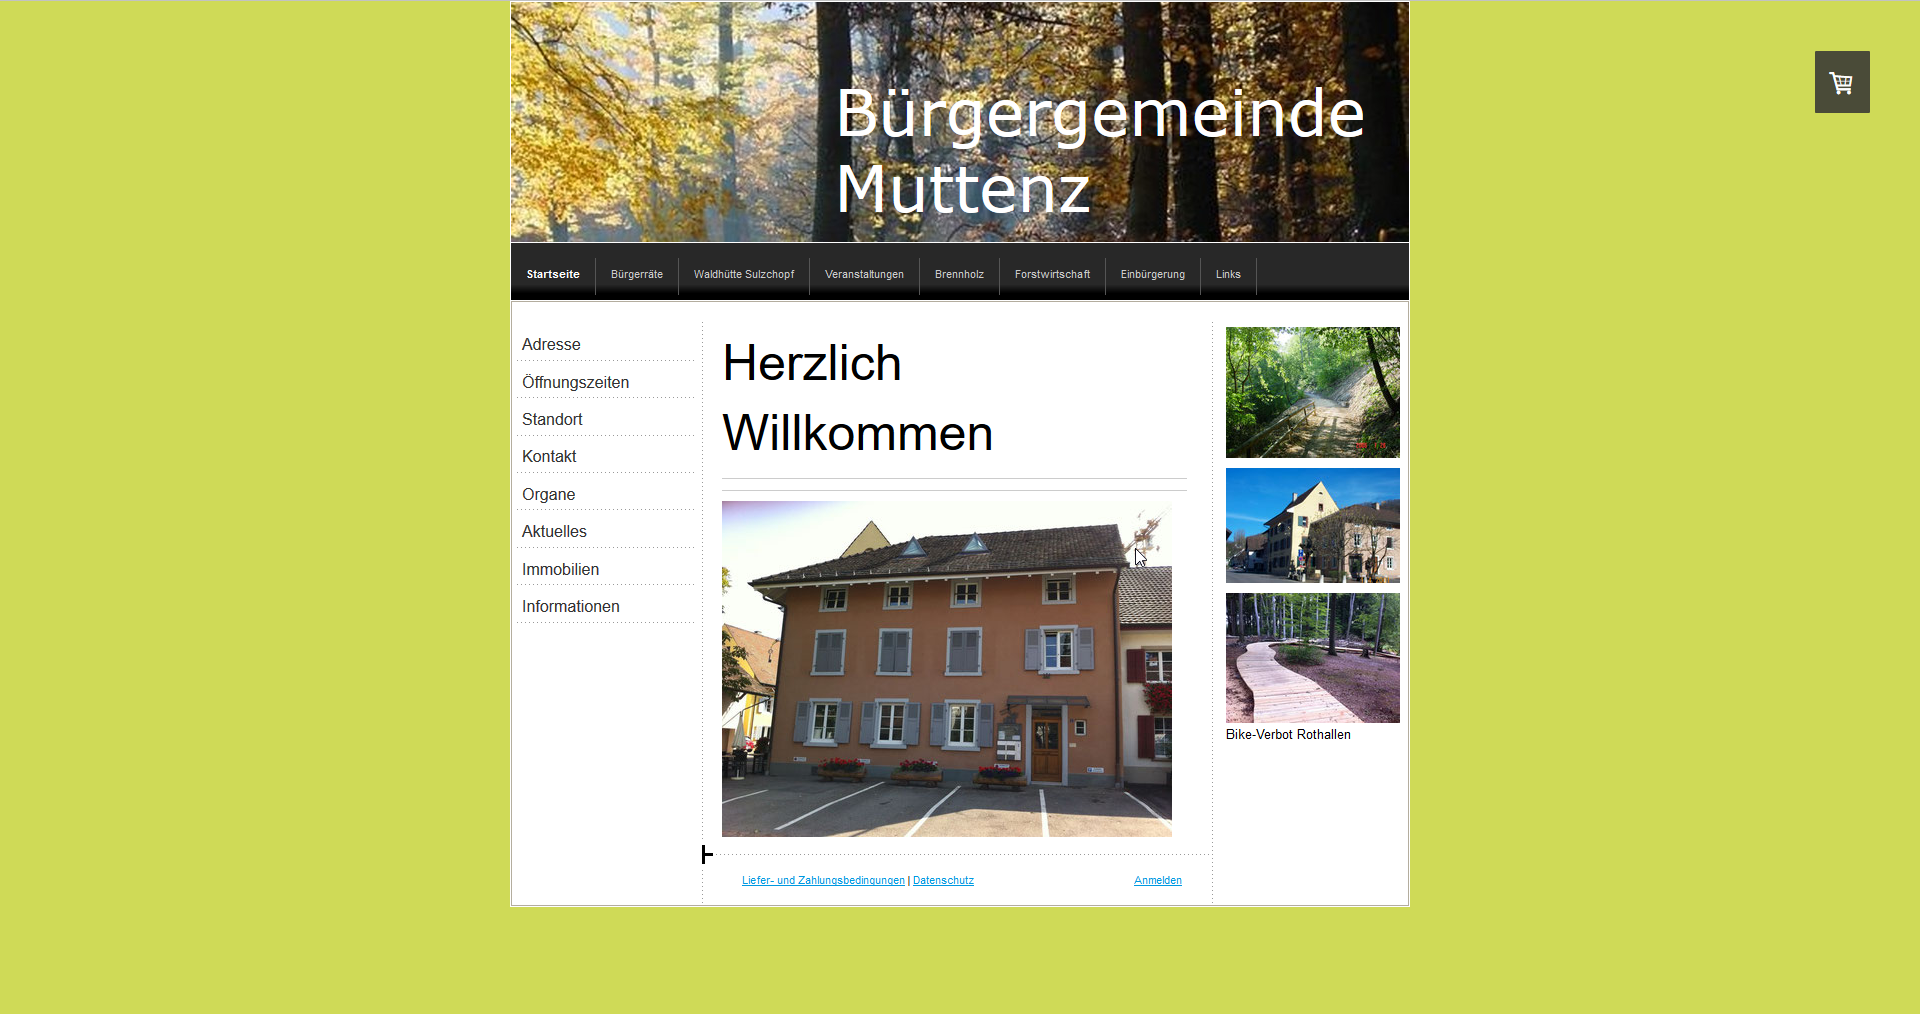 Bürgergemeinde
Muttenz
Startseite Bürgerräte Waldhütte Sulzchopf Veranstaltungen Brennholz Forstwirtschaft Einbürgerung Links
Adresse
Öffnungszeiten
Standort
Kontakt
Organe
Aktuelles
Immobilien
Informationen
Herzlich
Willkommen
Bike-Verbot Rothallen
Liefer- und Zahlungsbedingungen | Datenschutz
Anmelden